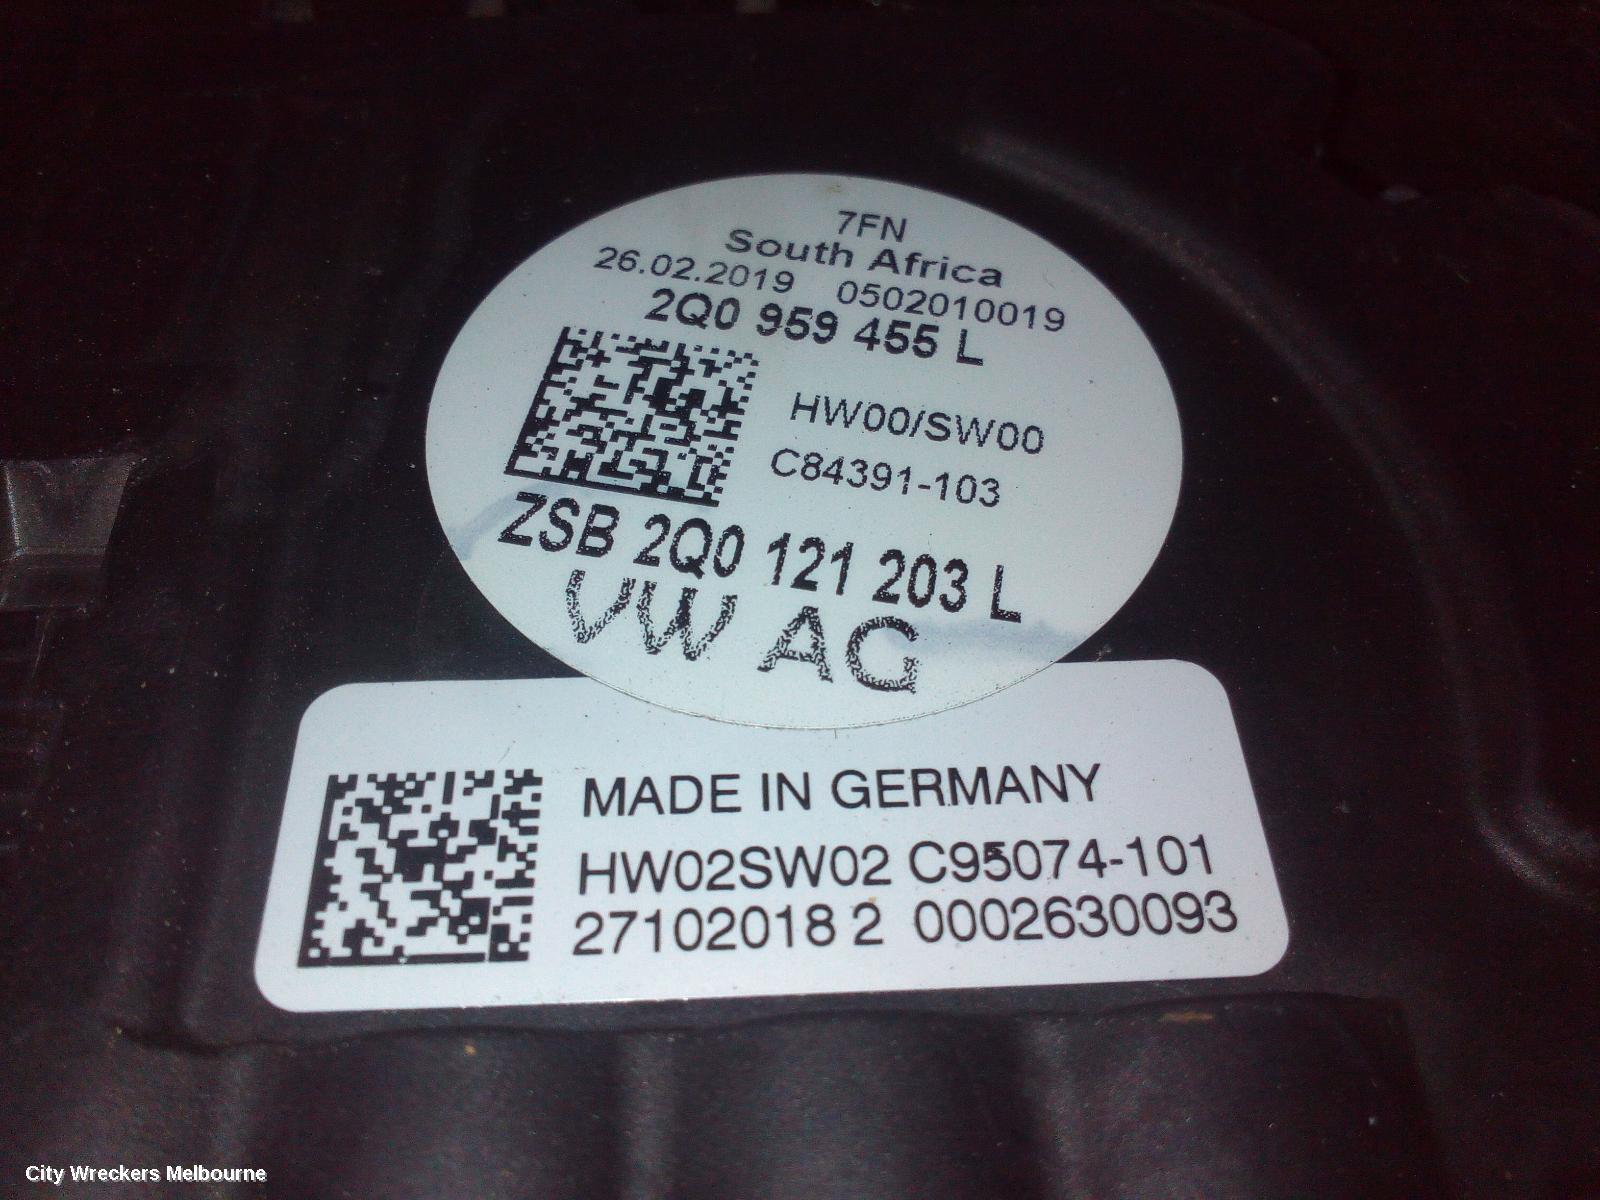 7FN
South Africa
26.02.2019 0502010019
2Q0 959 455 L
HW00/SW00
C84391-103
ZSB 2Q0 121 203 L
VW AG
MADE IN GERMANY
HW02SW02 C95074-101
27102018 2 0002630093
City Wreckers Melbourne